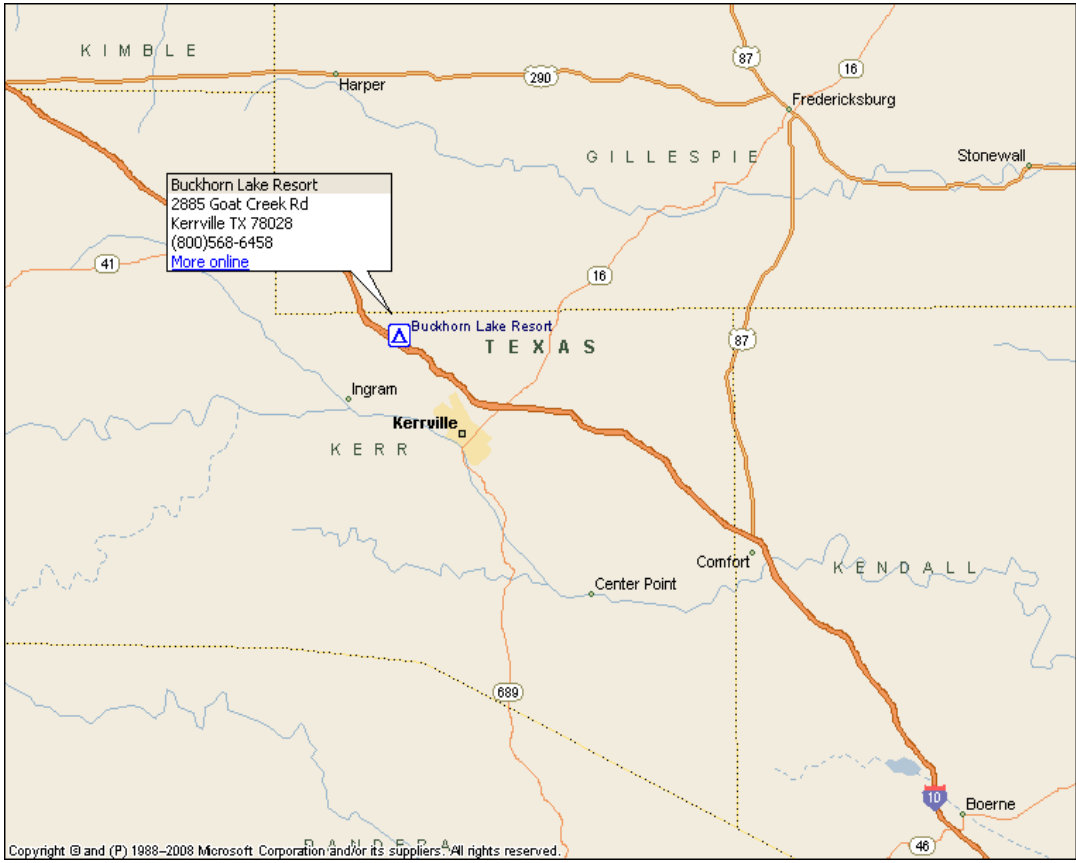 KIMBLE
87
16
290
Harper
Fredericksburg
GILLESPIE
Stonewall
Buckhorn Lake Resort
2885 Goat Creek Rd
Kerrville TX 78028
(800)568-6458
More online
41
16
Buckhorn Lake Resort
TEXAS
87
Ingram
Kerrville
KERR
Comfort
KENDALL
Center Point
689
10
Boerne
46
BANDERA
Copyright © and (P) 1988–2008 Microsoft Corporation and/or its suppliers. All rights reserved.